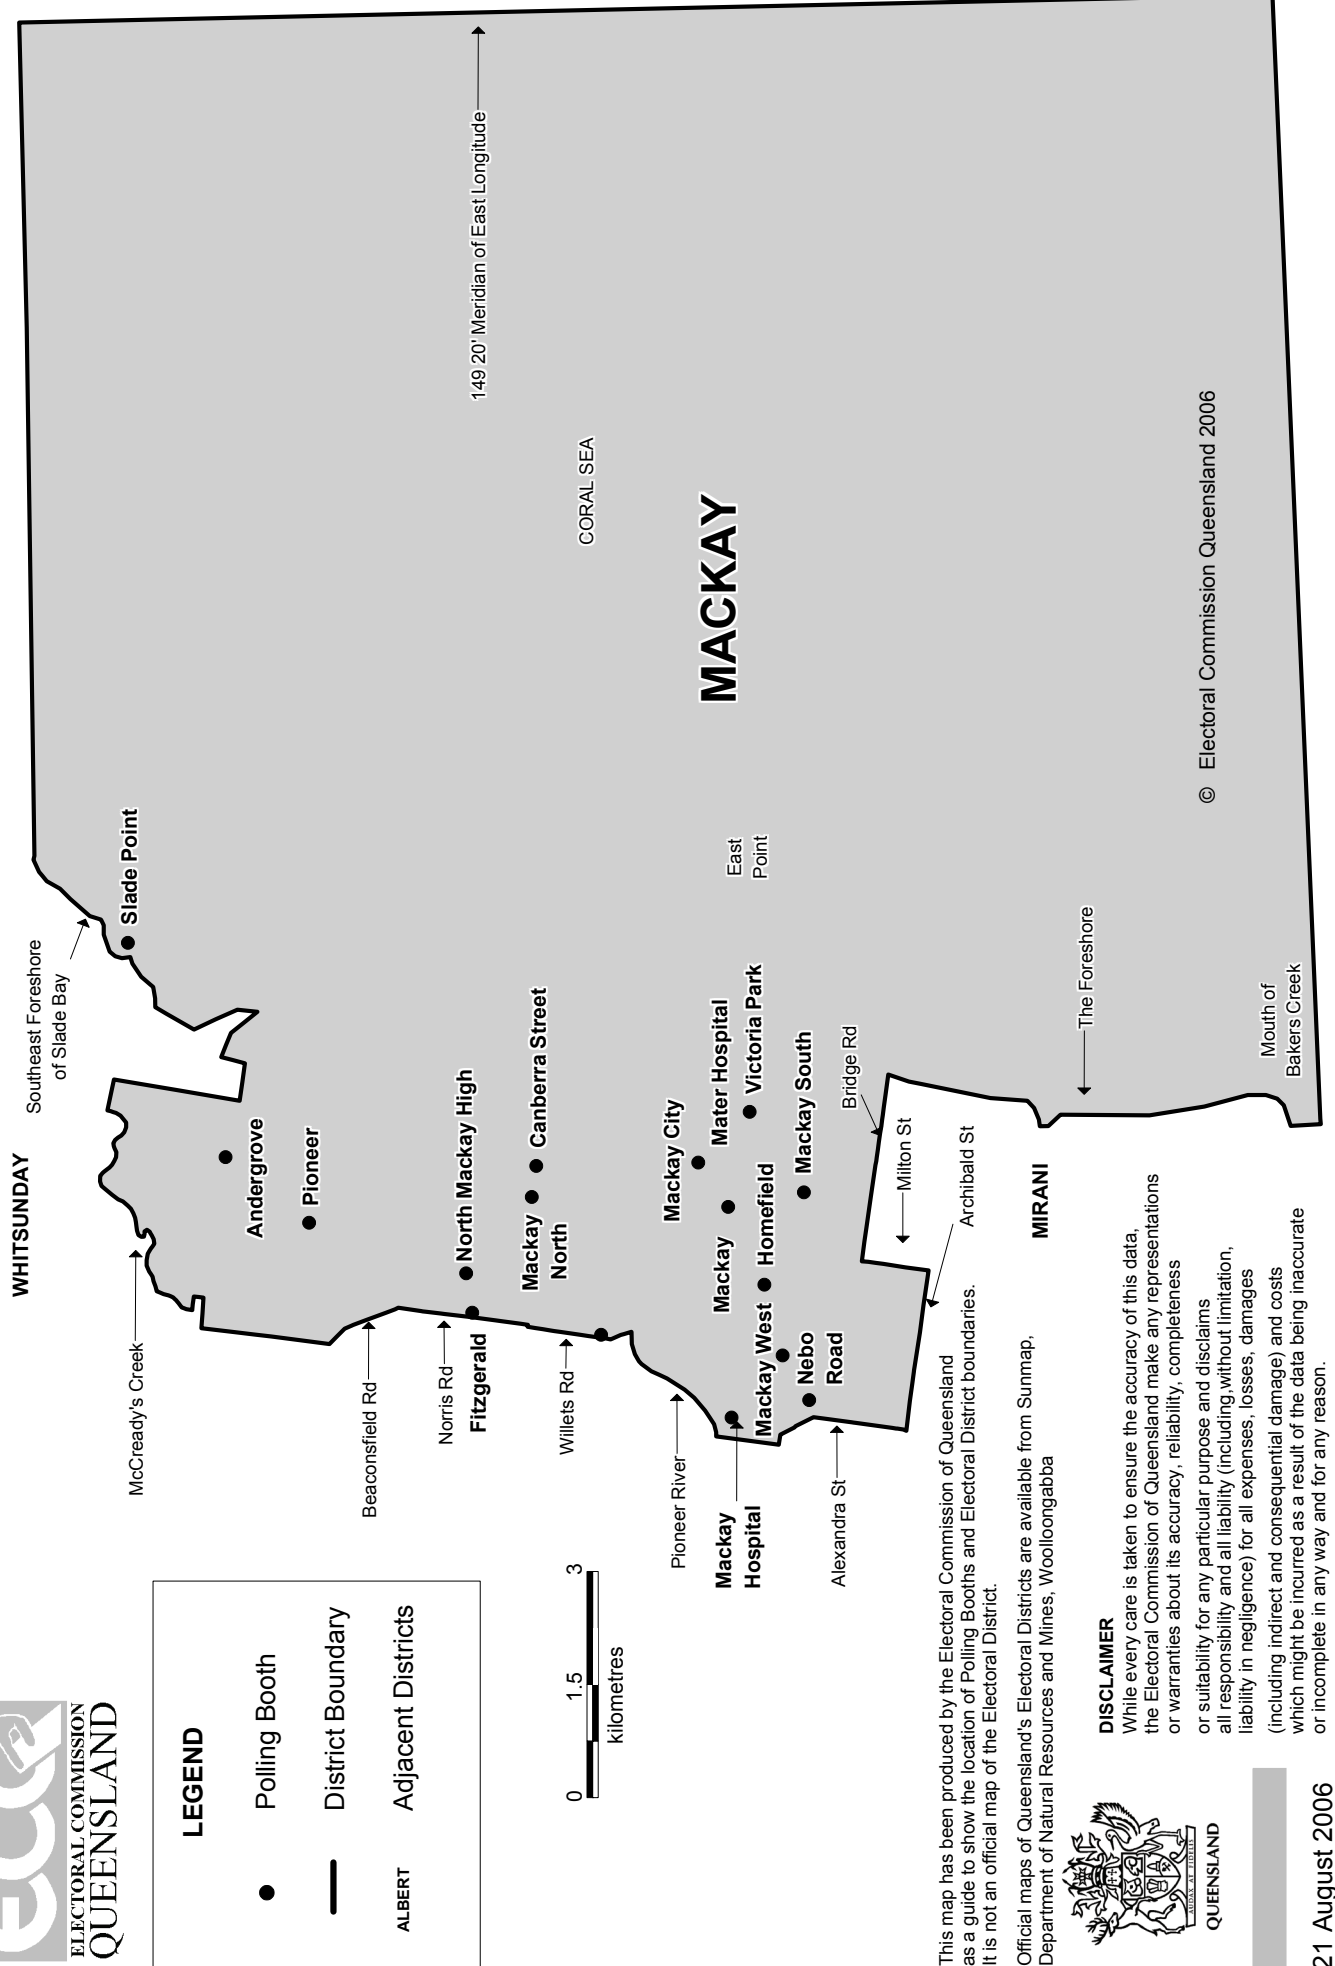 ECQ
ELECTORAL COMMISSION
QUEENSLAND
LEGEND
Polling Booth
District Boundary
ALBERT Adjacent Districts
0 1.5 3
kilometres
WHITSUNDAY
Southeast Foreshore
of Slade Bay
McCready's Creek
Slade Point
Andergrove
Pioneer
Beaconsfield Rd
Norris Rd
Fitzgerald
North Mackay High
149 20' Meridian of East Longitude
Mackay
North
Canberra Street
Willets Rd
CORAL SEA
Pioneer River
Mackay City
MACKAY
Mackay
Hospital
Mackay
Mater Hospital
East
Point
Victoria Park
Mackay West
Homefield
Nebo
Road
Mackay South
Alexandra St
Bridge Rd
Milton St
Archibald St
MIRANI
The Foreshore
Mouth of
Bakers Creek
© Electoral Commission Queensland 2006
This map has been produced by the Electoral Commission of Queensland
as a guide to show the location of Polling Booths and Electoral District boundaries.
It is not an official map of the Electoral District.
Official maps of Queensland's Electoral Districts are available from Sunmap,
Department of Natural Resources and Mines, Woolloongabba
DISCLAIMER
While every care is taken to ensure the accuracy of this data,
the Electoral Commission of Queensland make any representations
or warranties about its accuracy, reliability, completeness
or suitability for any particular purpose and disclaims
all responsibility and all liability (including,without limitation,
liability in negligence) for all expenses, losses, damages
(including indirect and consequential damage) and costs
which might be incurred as a result of the data being inaccurate
or incomplete in any way and for any reason.
AUDAX AT FIDELIS
QUEENSLAND
21 August 2006